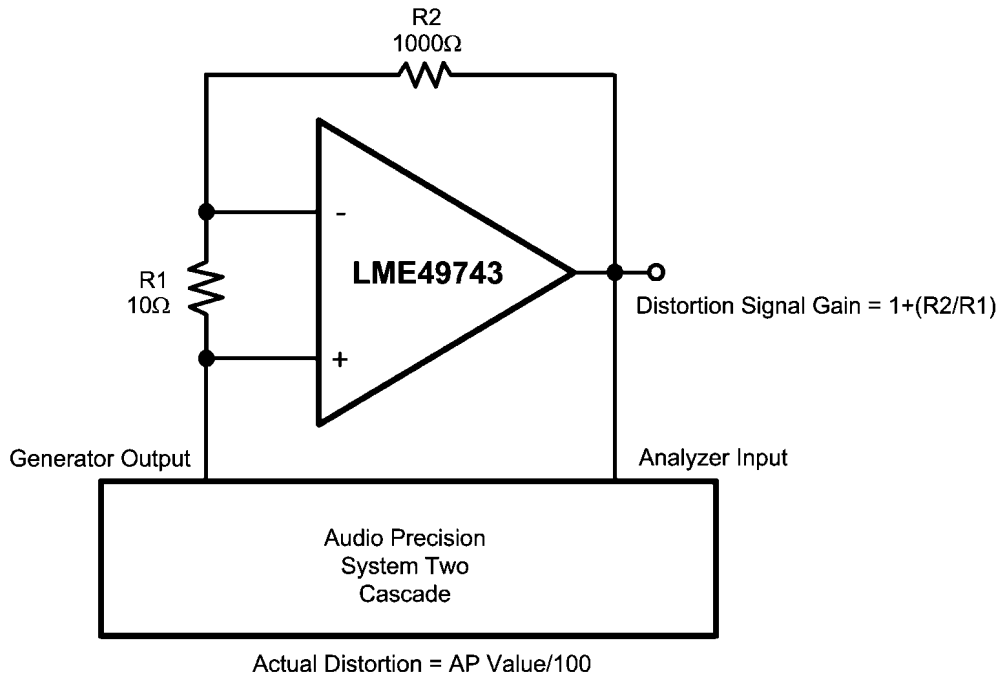 R2
1000Ω
-
LME49743
R1
10Ω
+
Distortion Signal Gain = 1+(R2/R1)
Generator Output
Analyzer Input
Audio Precision
System Two
Cascade
Actual Distortion = AP Value/100